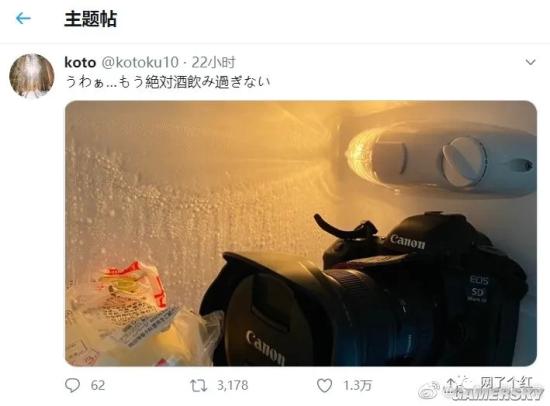 主题帖
koto @kotoku10 · 22小时
うわぁ...もう絶対酒飲み過ぎない
Canon
EOS
5D
Mark III
Canon
62
3,178
1.3万
网了个红
GAMERSKY